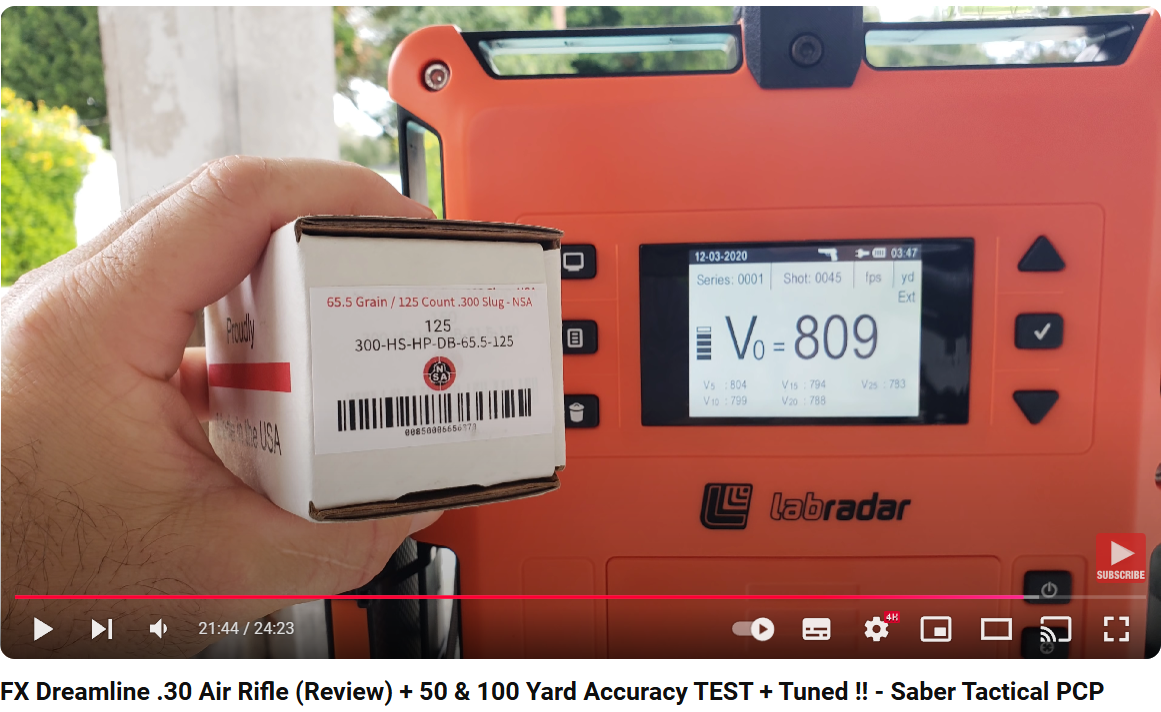 Proudly
USA
65.5 Grain / 125 Count .300 Slug - NSA
125
300-HS-HP-DB-65.5-125
NSA
12-03-2020 03:47
Series: 0001 Shot: 0045 fps yd
Ext
V0 = 809
V5 : 804 V15 : 794 V25 : 783
V10 : 799 V20 : 788
labradar
SUBSCRIBE
21:44 / 24:23
4K
FX Dreamline .30 Air Rifle (Review) + 50 & 100 Yard Accuracy TEST + Tuned !! - Saber Tactical PCP